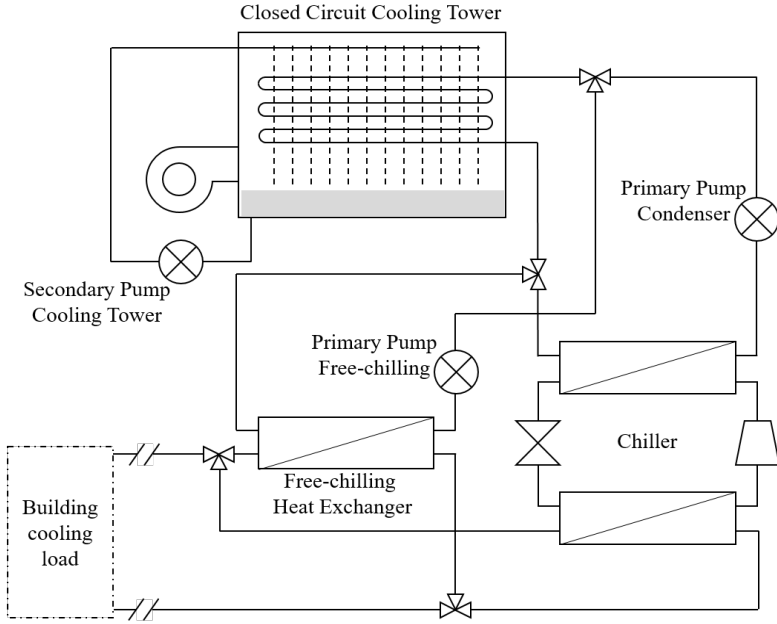 Closed Circuit Cooling Tower
Primary Pump
Condenser
Secondary Pump
Cooling Tower
Primary Pump
Free-chilling
Chiller
Free-chilling
Heat Exchanger
Building
cooling
load